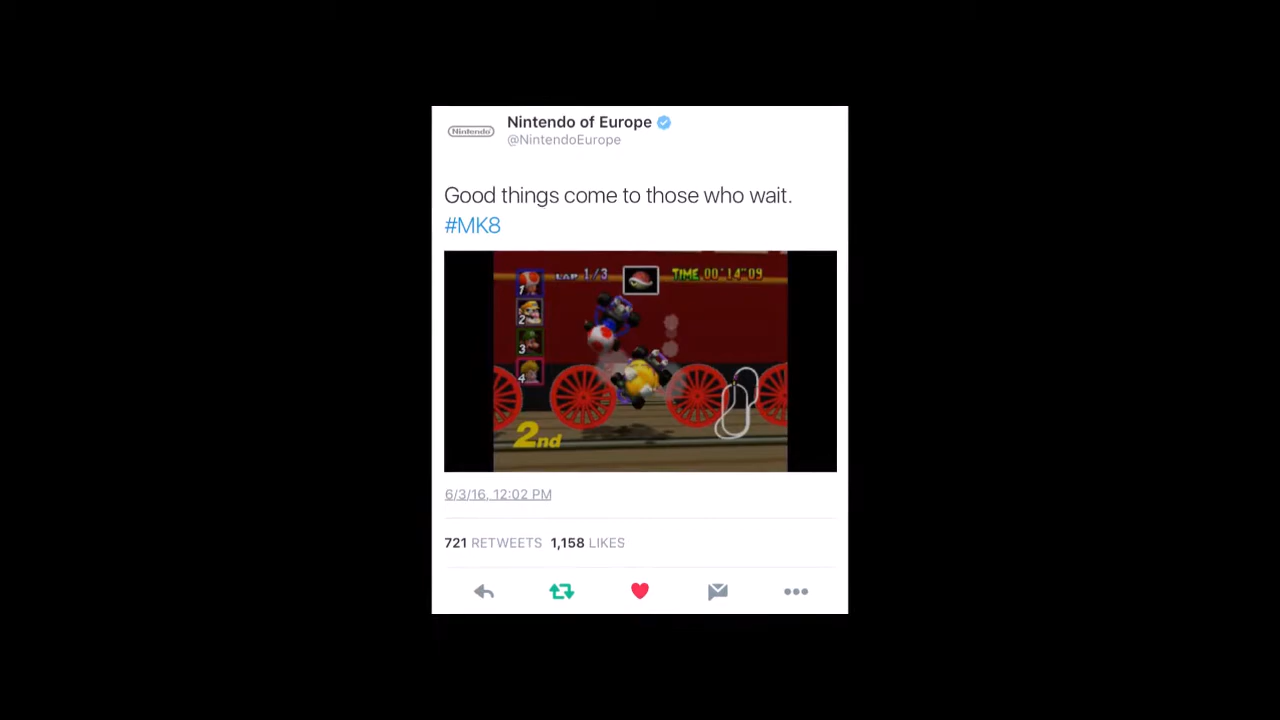 Nintendo
Nintendo of Europe
@NintendoEurope
Good things come to those who wait.
#MK8
LAP 1/3
TIME 00'14"09
1
2
3
4
2nd
6/3/16, 12:02 PM
721 RETWEETS 1,158 LIKES